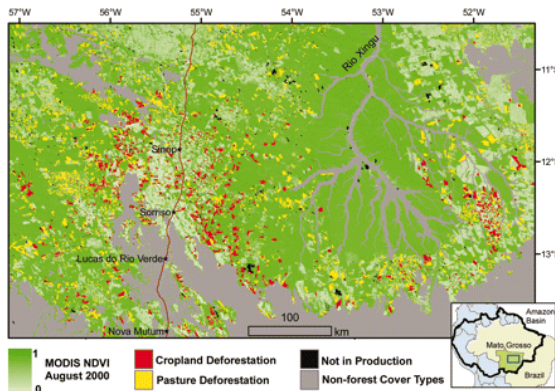 57°W 56°W 55°W 54°W 53°W 52°W
Rio Xingu
11°S
Sinop
12°S
Sorriso
13°S
Lucas do Rio Verde
100
km
Nova Mutum
1
0
MODIS NDVI
August 2000
Cropland Deforestation
Pasture Deforestation
Not in Production
Non-forest Cover Types
Amazon
Basin
Mato Grosso
Brazil